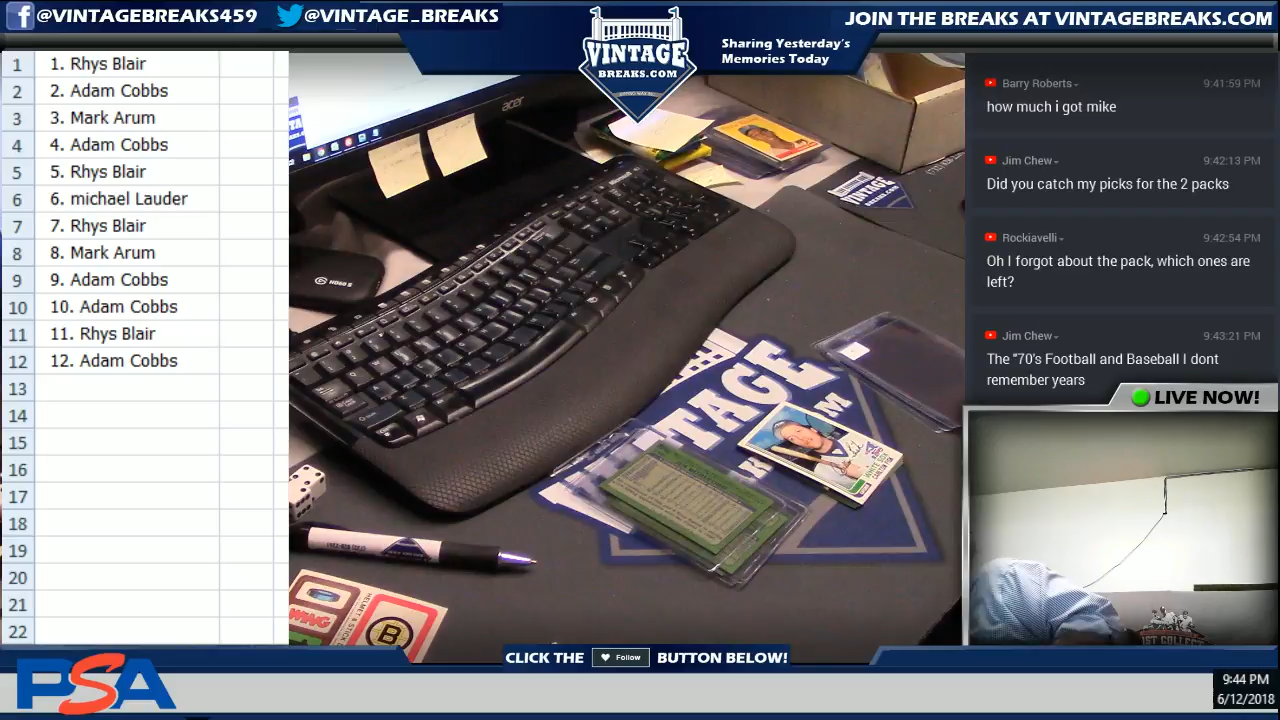 @VINTAGEBREAKS459
@VINTAGE_BREAKS
VINTAGE
BREAKS.COM
Sharing Yesterday's
Memories Today
JOIN THE BREAKS AT VINTAGEBREAKS.COM
1 1. Rhys Blair
2 2. Adam Cobbs
3 3. Mark Arum
4 4. Adam Cobbs
5 5. Rhys Blair
6 6. michael Lauder
7 7. Rhys Blair
8 8. Mark Arum
9 9. Adam Cobbs
10 10. Adam Cobbs
11 11. Rhys Blair
12 12. Adam Cobbs
13
14
15
16
17
18
19
20
21
22
acer
VINTAGE
TAGE
M
K
WHITE SOX
CARLTON FISK
HELMET & STICK
B
Barry Roberts 9:41:59 PM
how much i got mike
Jim Chew 9:42:13 PM
Did you catch my picks for the 2 packs
Rockiavelli 9:42:54 PM
Oh I forgot about the pack, which ones are
left?
Jim Chew 9:43:21 PM
The "70's Football and Baseball I dont
remember years
LIVE NOW!
CLICK THE Follow BUTTON BELOW!
PSA
9:44 PM
6/12/2018